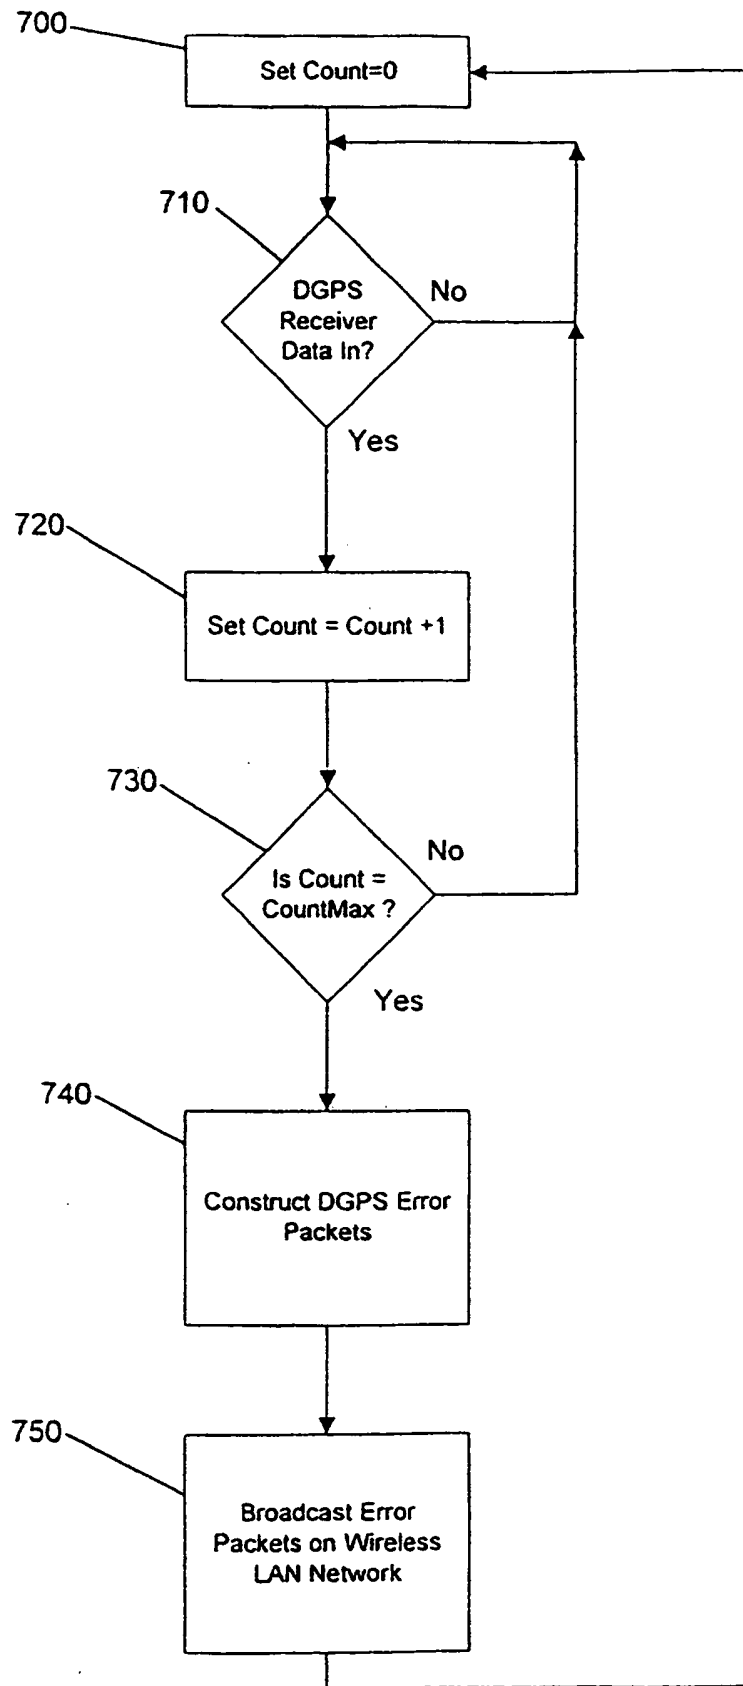 700
Set Count=0
710
DGPS
Receiver
Data In?
No
Yes
720
Set Count = Count +1
730
Is Count =
CountMax ?
No
Yes
740
Construct DGPS Error
Packets
750
Broadcast Error
Packets on Wireless
LAN Network